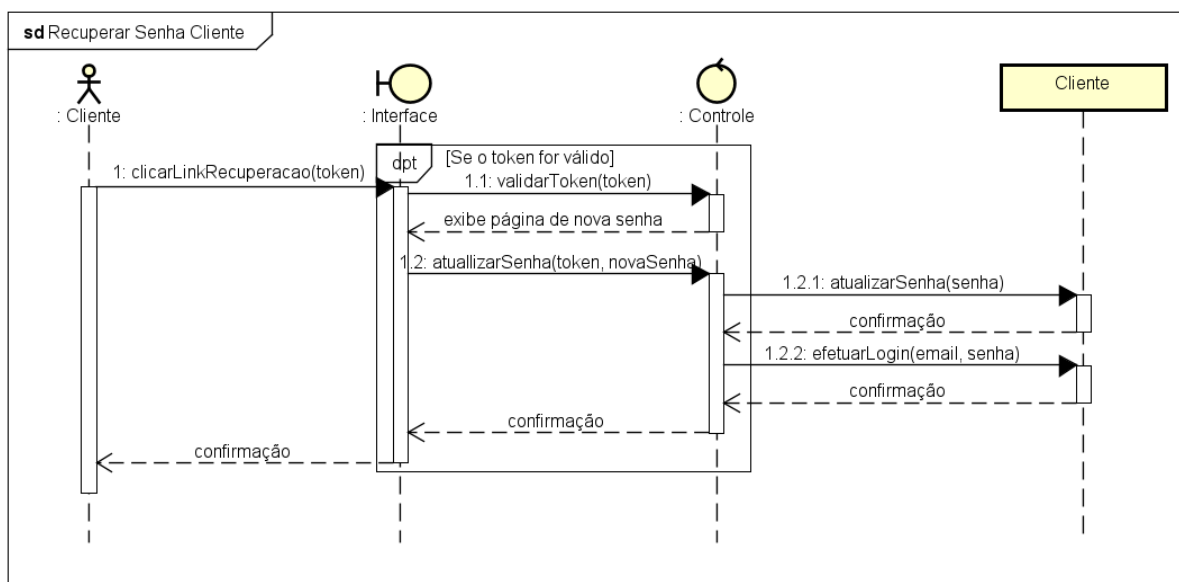 sd Recuperar Senha Cliente
: Cliente
: Interface
: Controle
Cliente
opt
[Se o token for válido]
1: clicarLinkRecuperacao(token)
1.1: validarToken(token)
exibe página de nova senha
1.2: atuallizarSenha(token, novaSenha)
1.2.1: atualizarSenha(senha)
confirmação
1.2.2: efetuarLogin(email, senha)
confirmação
confirmação
confirmação